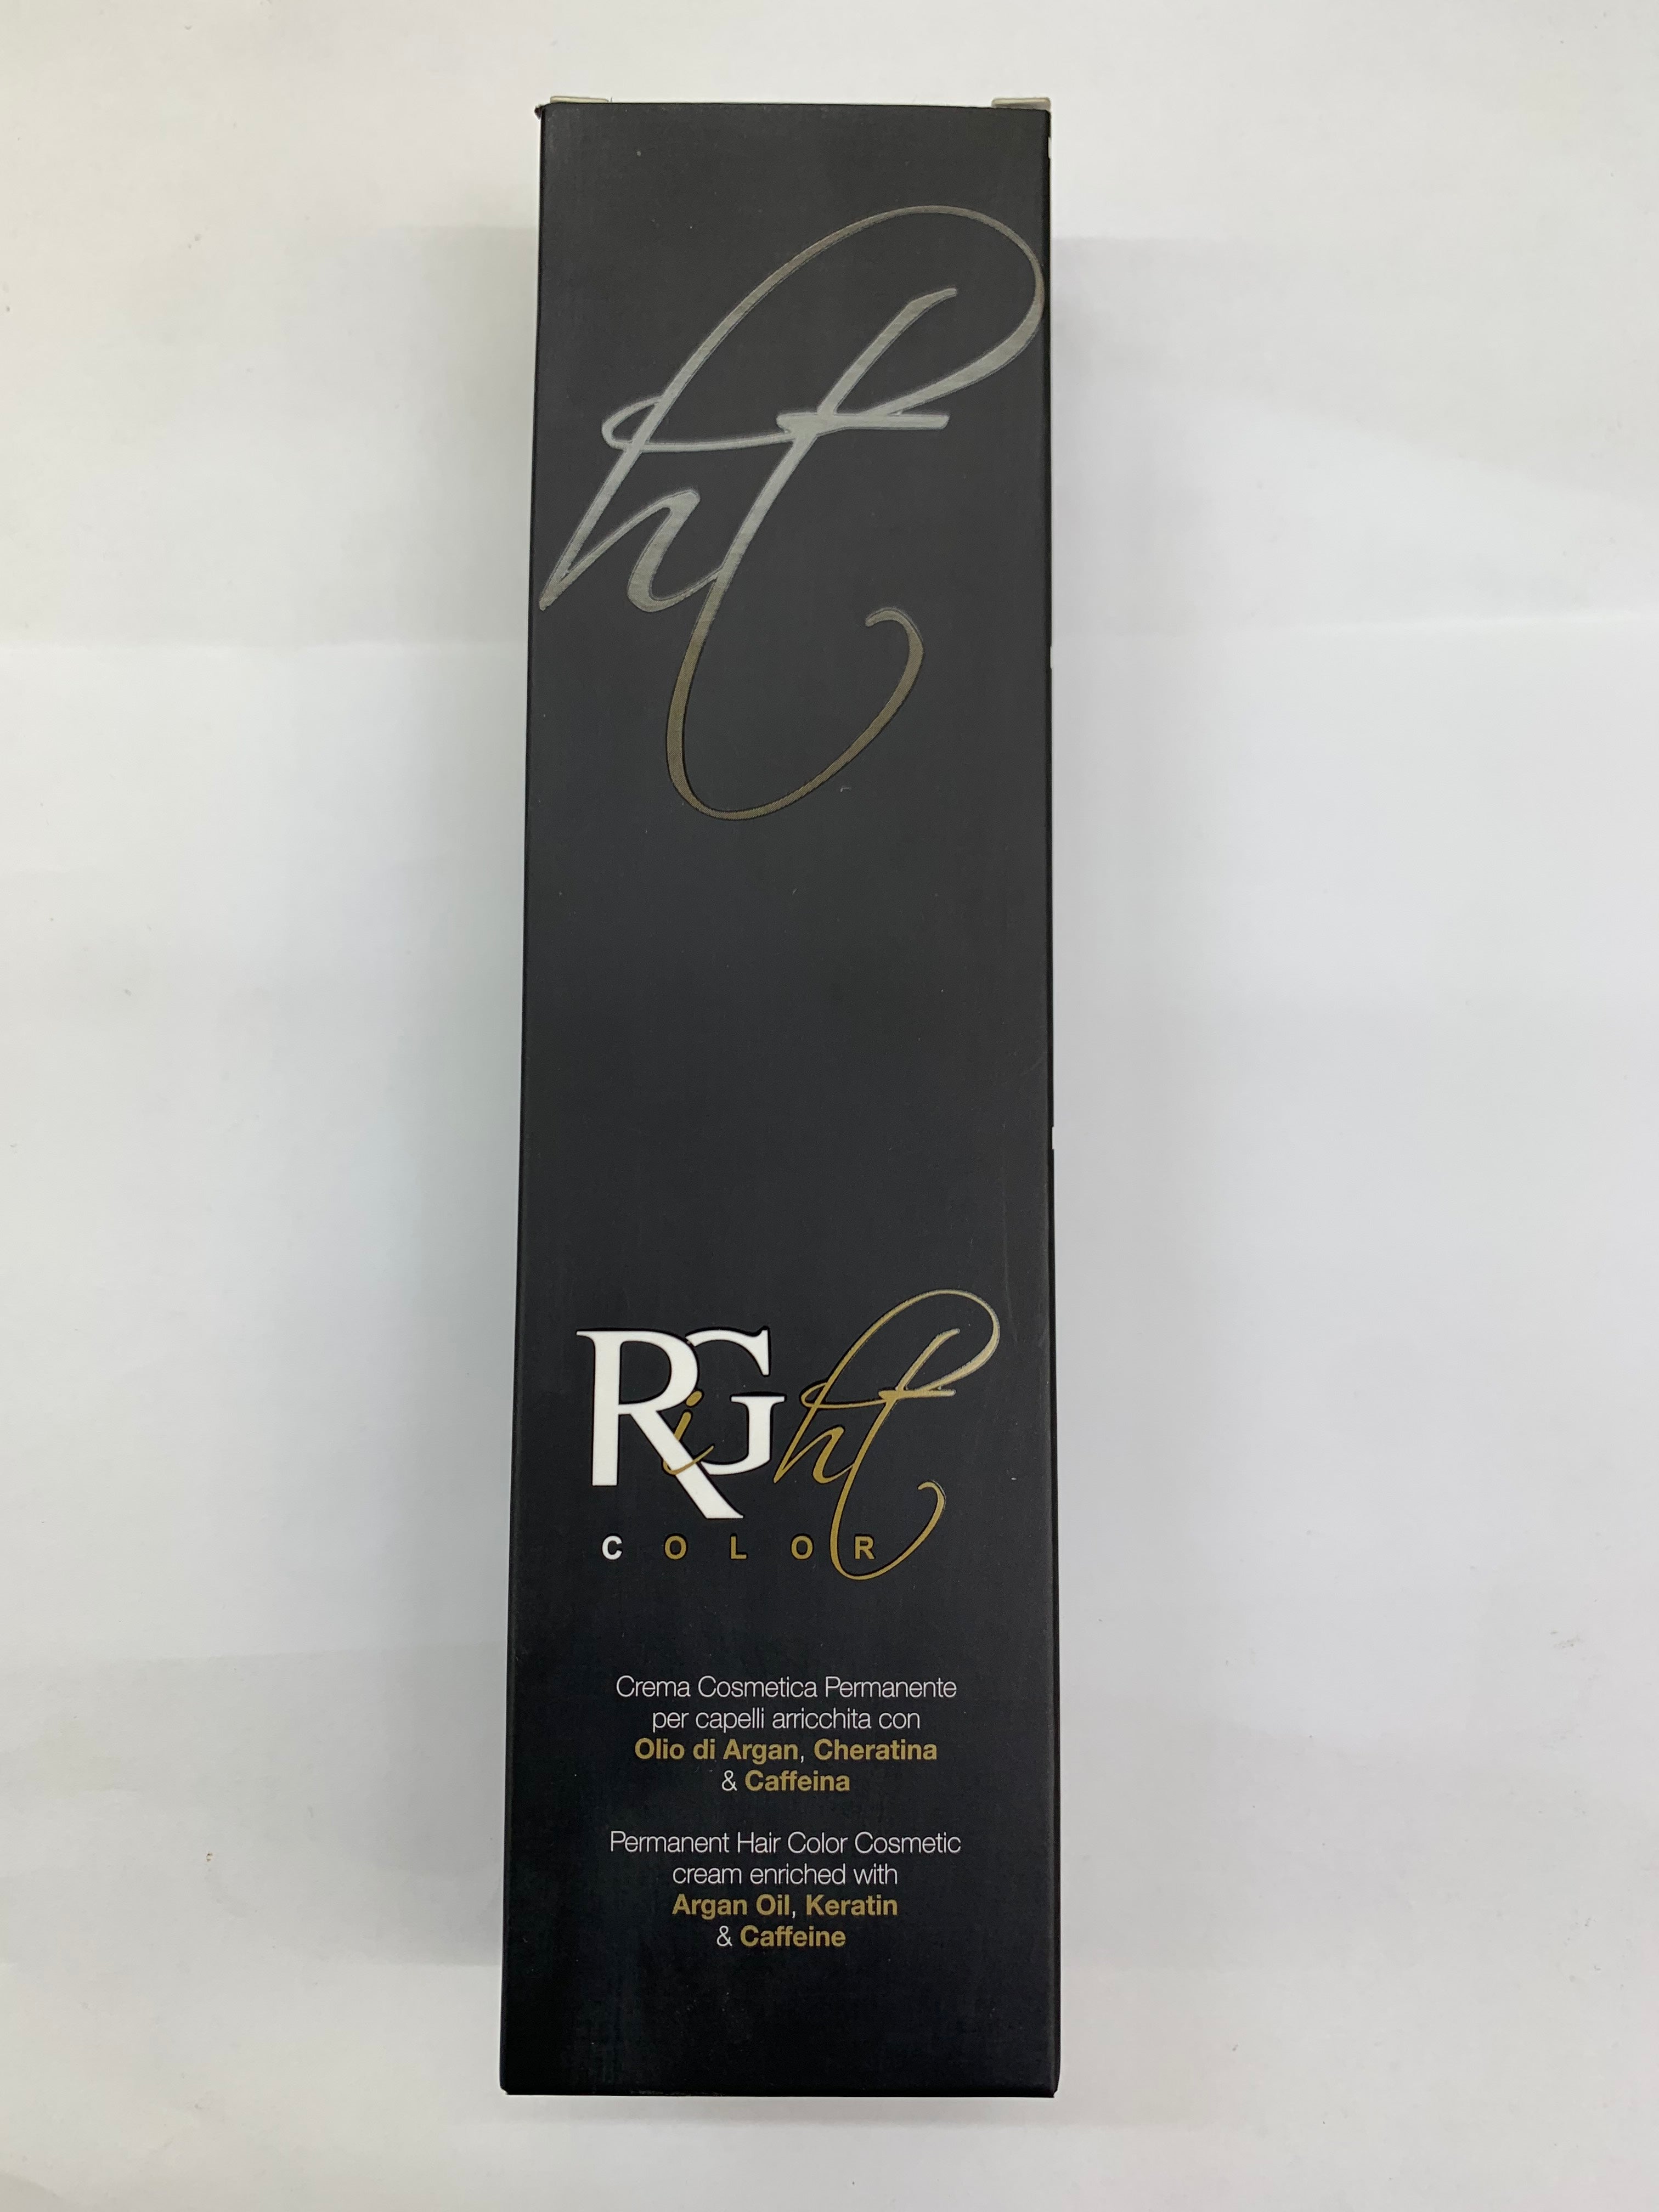 ht
RiGht
COLOR
Crema Cosmetica Permanente
per capelli arricchita con
Olio di Argan, Cheratina
& Caffeina
Permanent Hair Color Cosmetic
cream enriched with
Argan Oil, Keratin
& Caffeine